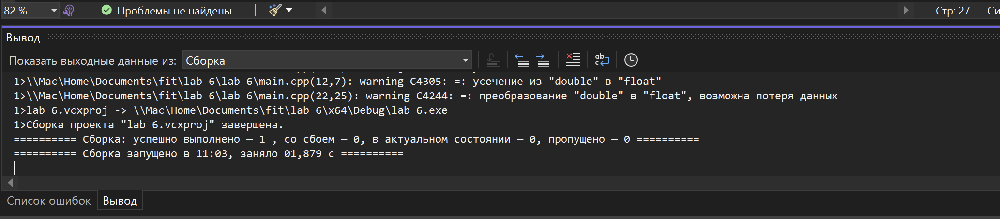 82 %
Проблемы не найдены.
Стр: 27
Си
Вывод
Показать выходные данные из: Сборка
1>\\Mac\Home\Documents\fit\lab 6\lab 6\main.cpp(12,7): warning C4305: =: усечение из "double" в "float"
1>\\Mac\Home\Documents\fit\lab 6\lab 6\main.cpp(22,25): warning C4244: =: преобразование "double" в "float", возможна потеря данных
1>lab 6.vcxproj -> \\Mac\Home\Documents\fit\lab 6\x64\Debug\lab 6.exe
1>Сборка проекта "lab 6.vcxproj" завершена.
========== Сборка: успешно выполнено — 1 , со сбоем — 0, в актуальном состоянии — 0, пропущено — 0 ==========
========== Сборка запущено в 11:03, заняло 01,879 с ==========
Список ошибок
Вывод